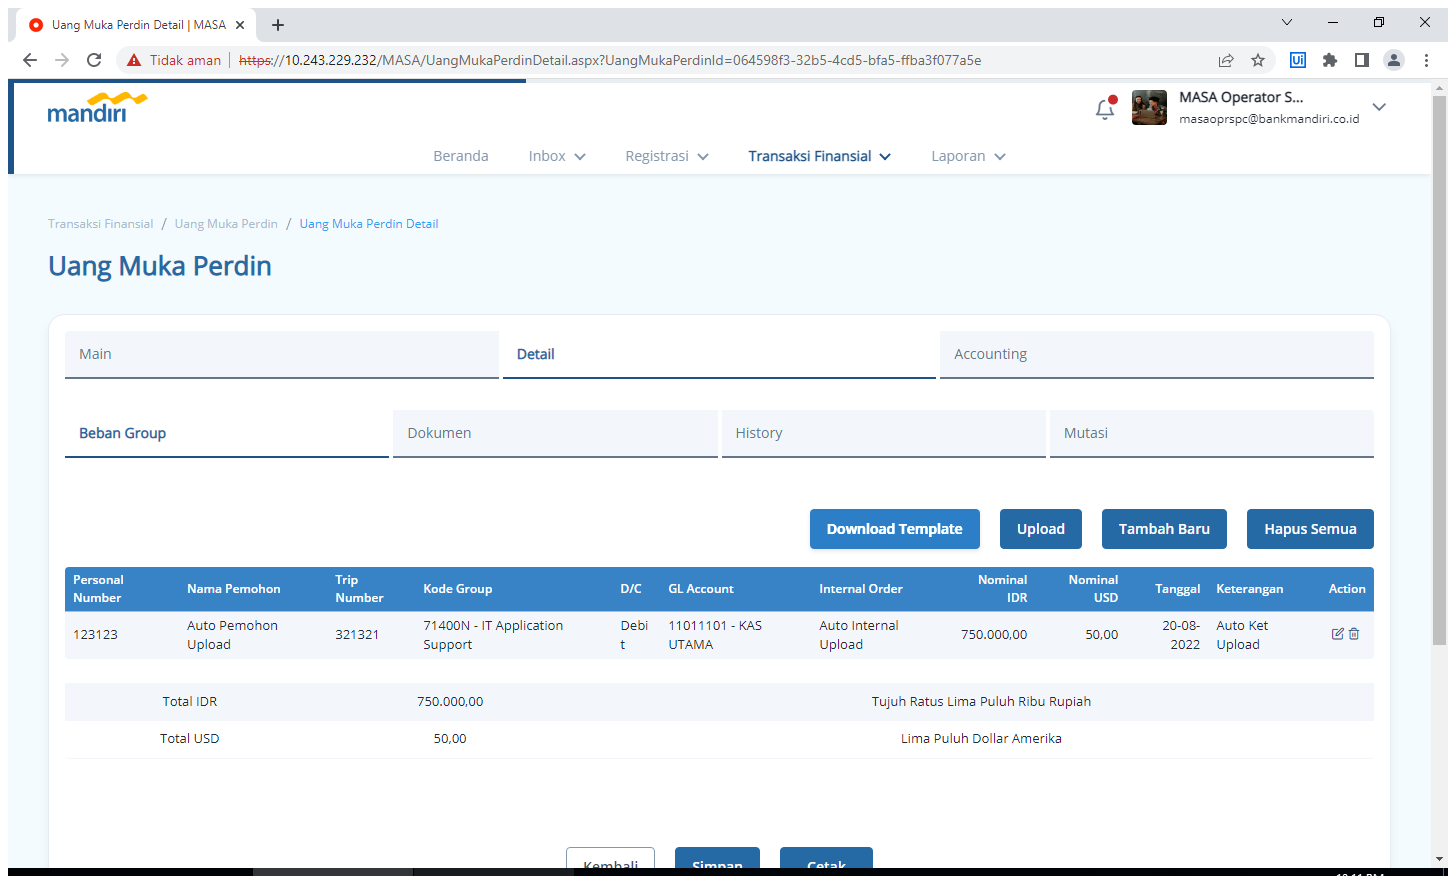 Uang Muka Perdin Detail | MASA
Tidak aman https://10.243.229.232/MASA/UangMukaPerdinDetail.aspx?UangMukaPerdinId=064598f3-32b5-4cd5-bfa5-ffba3f077a5e
Ui
mandiri
MASA Operator S...
masaoprspc@bankmandiri.co.id
Beranda Inbox Registrasi Transaksi Finansial Laporan
Transaksi Finansial / Uang Muka Perdin / Uang Muka Perdin Detail
Uang Muka Perdin
Main Detail Accounting
Beban Group Dokumen History Mutasi
Download Template Upload Tambah Baru Hapus Semua
Personal Number Nama Pemohon Trip Number Kode Group D/C GL Account Internal Order Nominal IDR Nominal USD Tanggal Keterangan Action
123123 Auto Pemohon Upload 321321 71400N - IT Application Support Debit 11011101 - KAS UTAMA Auto Internal Upload 750.000,00 50,00 20-08-2022 Auto Ket Upload
Total IDR 750.000,00 Tujuh Ratus Lima Puluh Ribu Rupiah
Total USD 50,00 Lima Puluh Dollar Amerika
Kembali Simpan Cetak